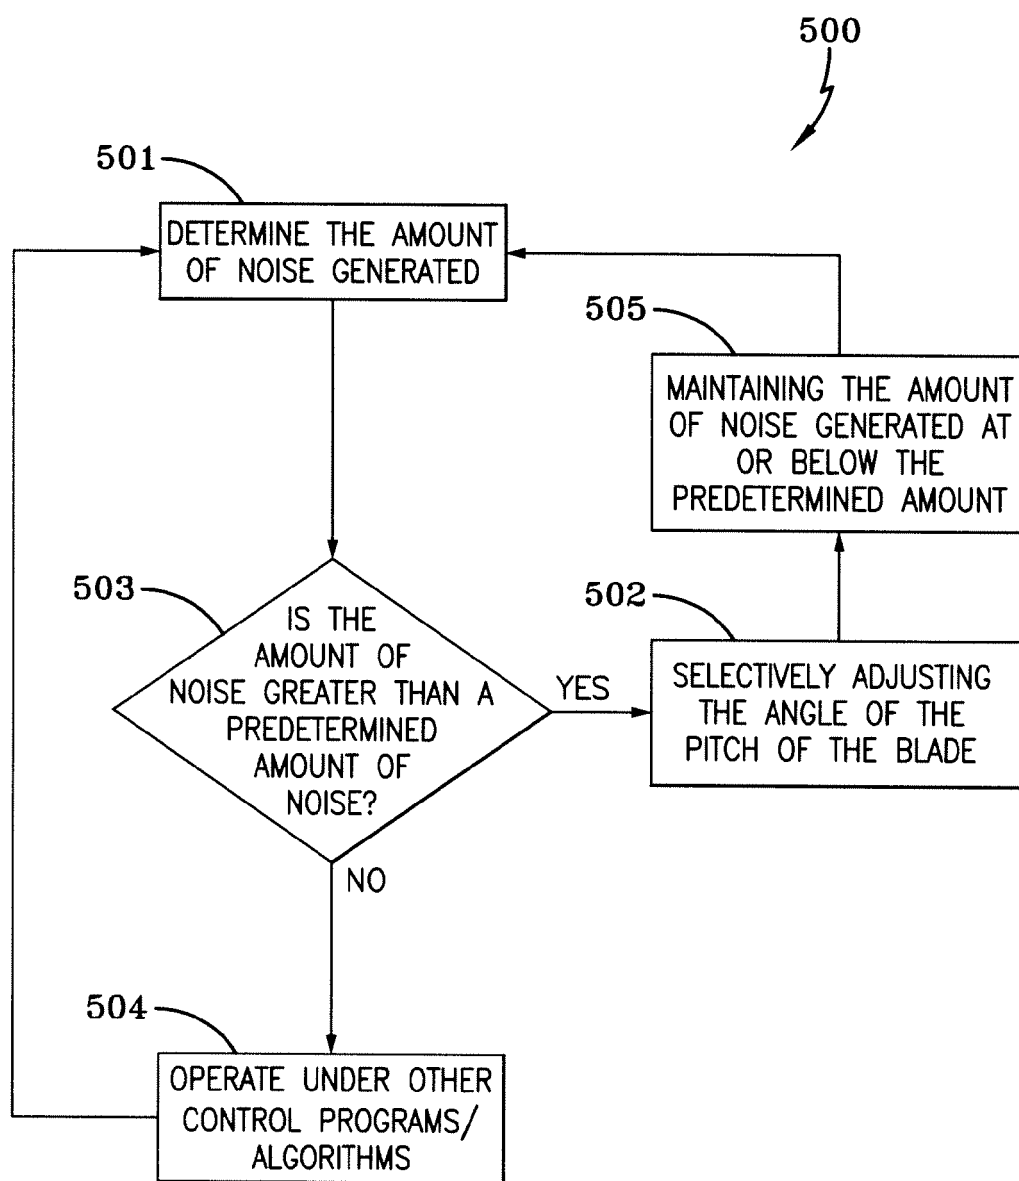 500
501
DETERMINE THE AMOUNT
OF NOISE GENERATED
505
MAINTAINING THE AMOUNT
OF NOISE GENERATED AT
OR BELOW THE
PREDETERMINED AMOUNT
503
IS THE
AMOUNT OF
NOISE GREATER THAN A
PREDETERMINED
AMOUNT OF
NOISE?
YES
502
SELECTIVELY ADJUSTING
THE ANGLE OF THE
PITCH OF THE BLADE
NO
504
OPERATE UNDER OTHER
CONTROL PROGRAMS/
ALGORITHMS